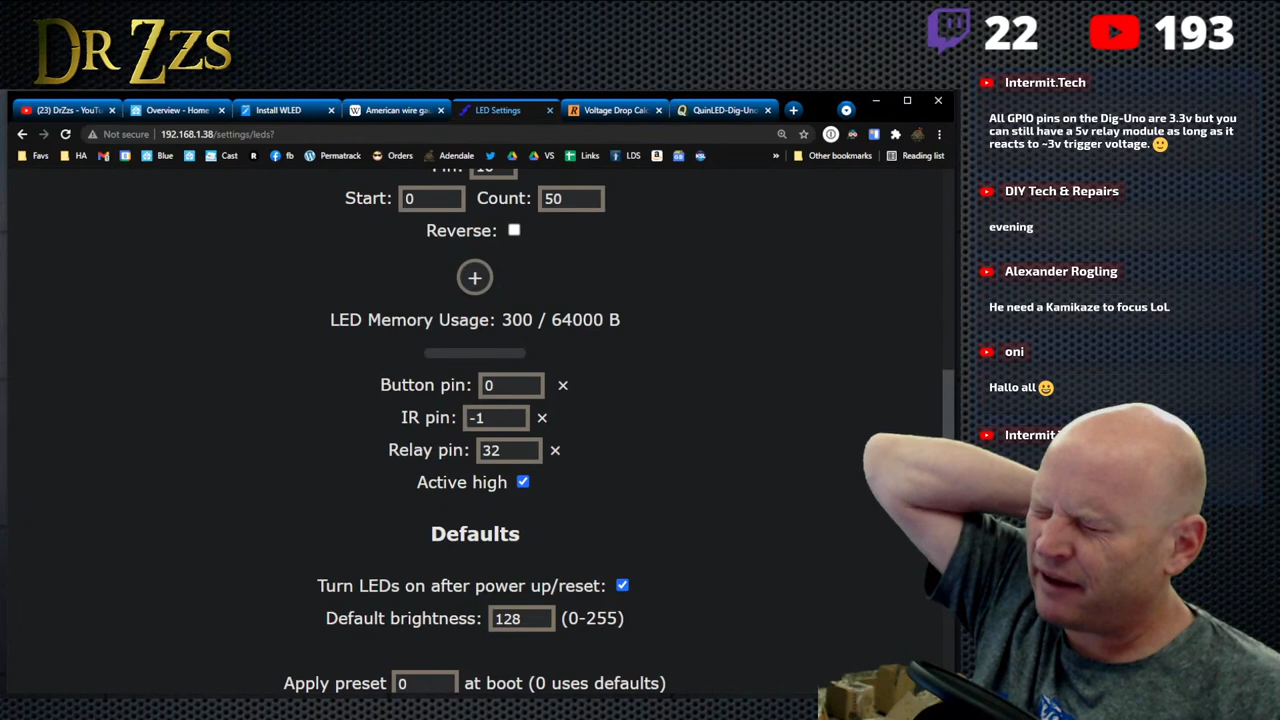 DR ZZS
22
193
(23) DrZzs - YouTu
Overview - Home
Install WLED
American wire gau
LED Settings
Voltage Drop Calc
QuinLED-Dig-Uno
Not secure
192.168.1.38/settings/leds?
Favs
HA
Blue
Cast
fb
Permatrack
Orders
Adendale
VS
Links
LDS
Other bookmarks
Reading list
Start: 0 Count: 50
Reverse:
+
LED Memory Usage: 300 / 64000 B
Button pin: 0 ×
IR pin: -1 ×
Relay pin: 32 ×
Active high
Defaults
Turn LEDs on after power up/reset:
Default brightness: 128 (0-255)
Apply preset 0 at boot (0 uses defaults)
Intermit.Tech
All GPIO pins on the Dig-Uno are 3.3v but you
can still have a 5v relay module as long as it
reacts to ~3v trigger voltage.
DIY Tech & Repairs
evening
Alexander Rogling
He need a Kamikaze to focus LoL
oni
Hallo all
Intermit